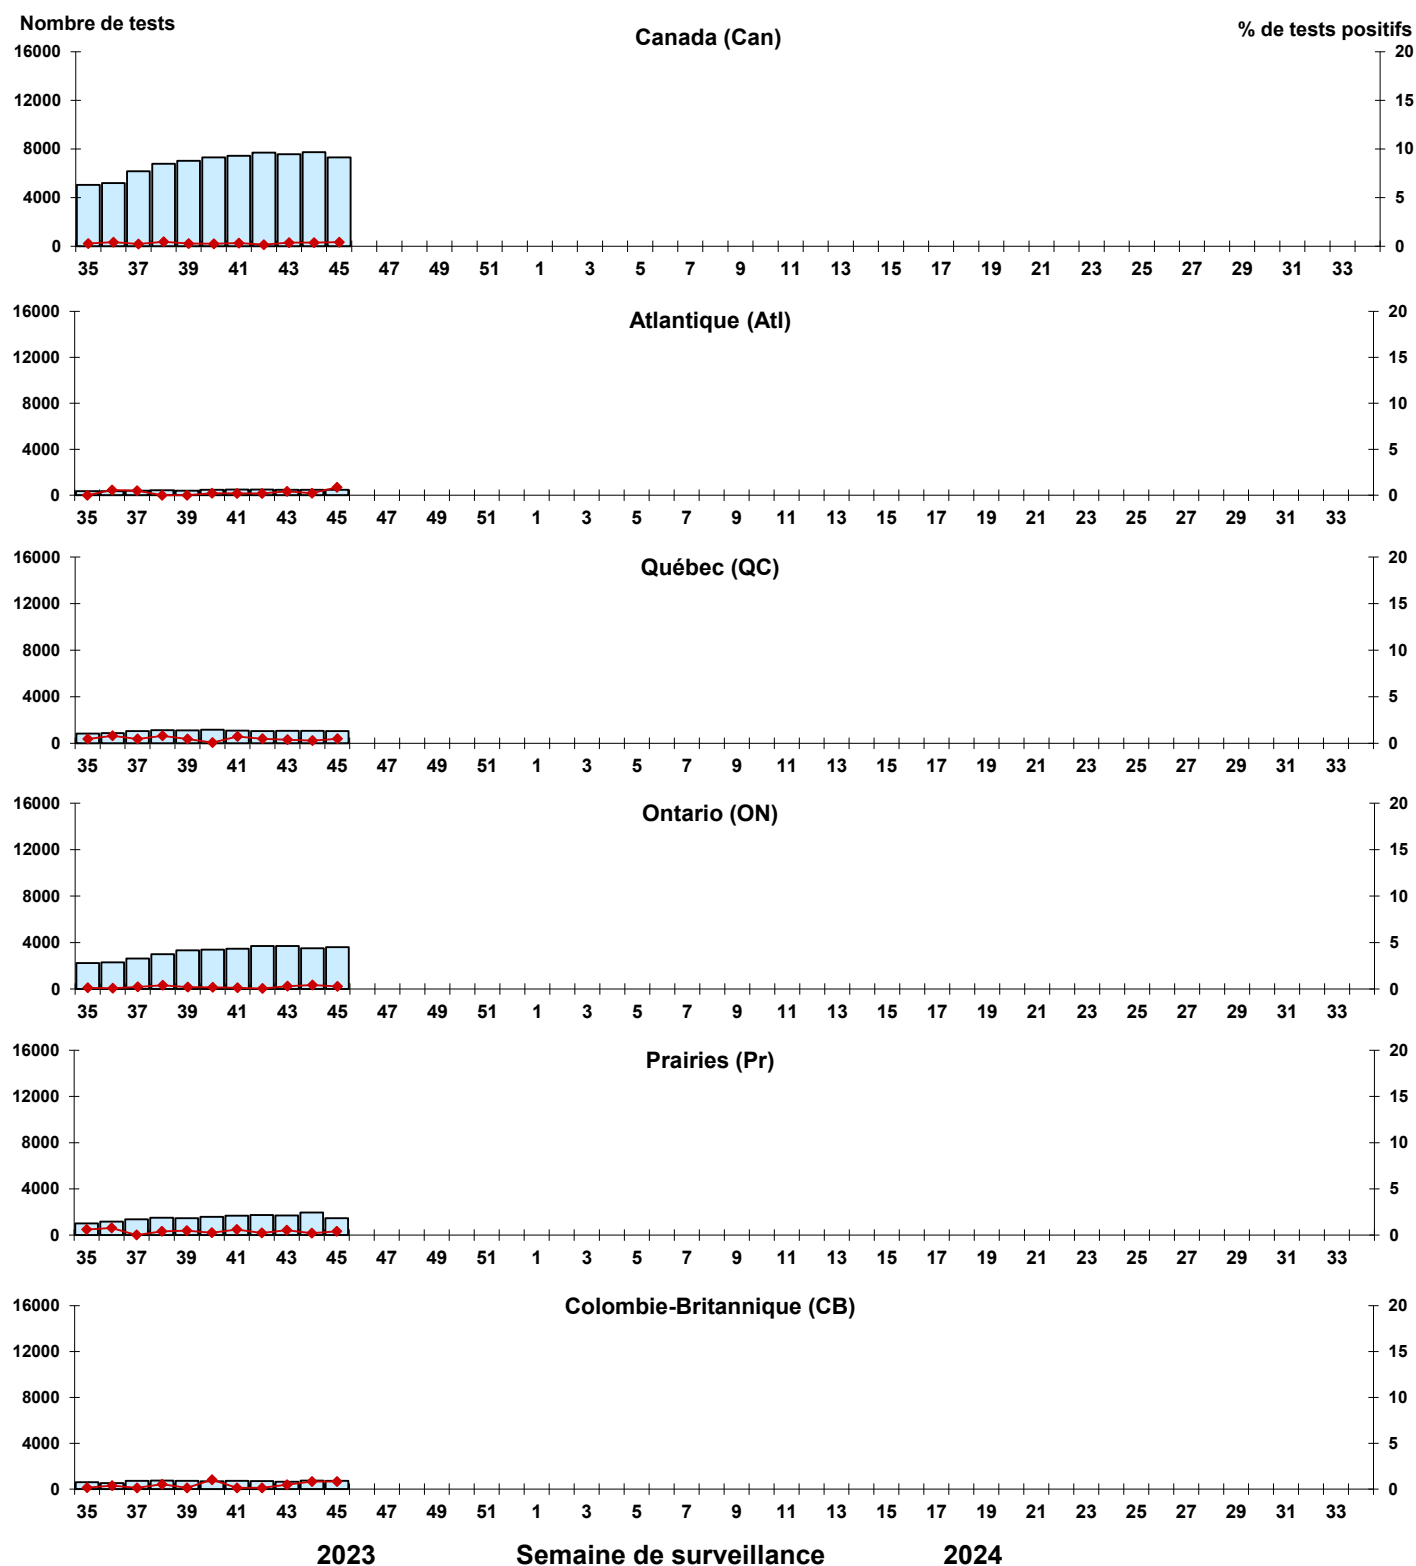 Nombre de tests
Canada (Can)
% de tests positifs
16000 20
12000 15
8000 10
4000 5
0 0
35 37 39 41 43 45 47 49 51 1 3 5 7 9 11 13 15 17 19 21 23 25 27 29 31 33
Atlantique (Atl)
16000 20
12000 15
8000 10
4000 5
0 0
35 37 39 41 43 45 47 49 51 1 3 5 7 9 11 13 15 17 19 21 23 25 27 29 31 33
Québec (QC)
16000 20
12000 15
8000 10
4000 5
0 0
35 37 39 41 43 45 47 49 51 1 3 5 7 9 11 13 15 17 19 21 23 25 27 29 31 33
Ontario (ON)
16000 20
12000 15
8000 10
4000 5
0 0
35 37 39 41 43 45 47 49 51 1 3 5 7 9 11 13 15 17 19 21 23 25 27 29 31 33
Prairies (Pr)
16000 20
12000 15
8000 10
4000 5
0 0
35 37 39 41 43 45 47 49 51 1 3 5 7 9 11 13 15 17 19 21 23 25 27 29 31 33
Colombie-Britannique (CB)
16000 20
12000 15
8000 10
4000 5
0 0
35 37 39 41 43 45 47 49 51 1 3 5 7 9 11 13 15 17 19 21 23 25 27 29 31 33
2023 Semaine de surveillance 2024